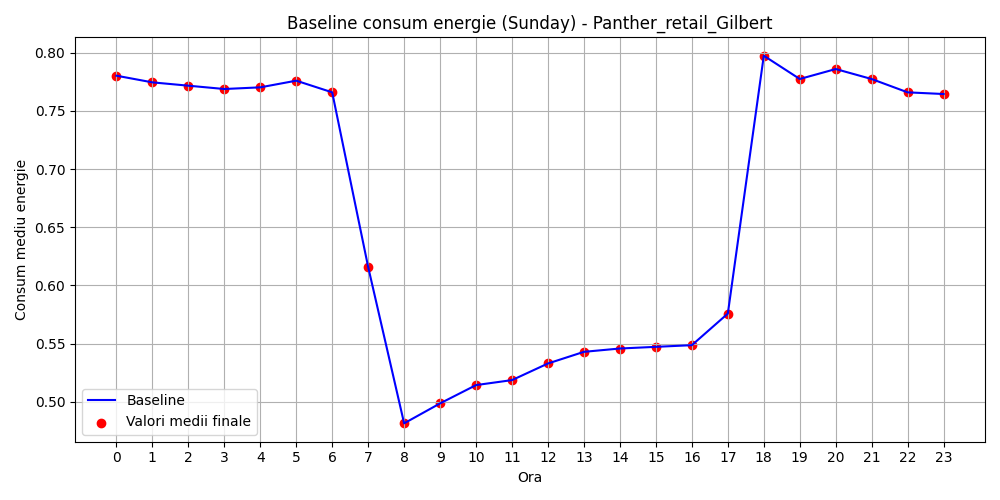 Baseline consum energie (Sunday) - Panther_retail_Gilbert
Consum mediu energie
0.80
0.75
0.70
0.65
0.60
0.55
0.50
Baseline
Valori medii finale
0 1 2 3 4 5 6 7 8 9 10 11 12 13 14 15 16 17 18 19 20 21 22 23
Ora